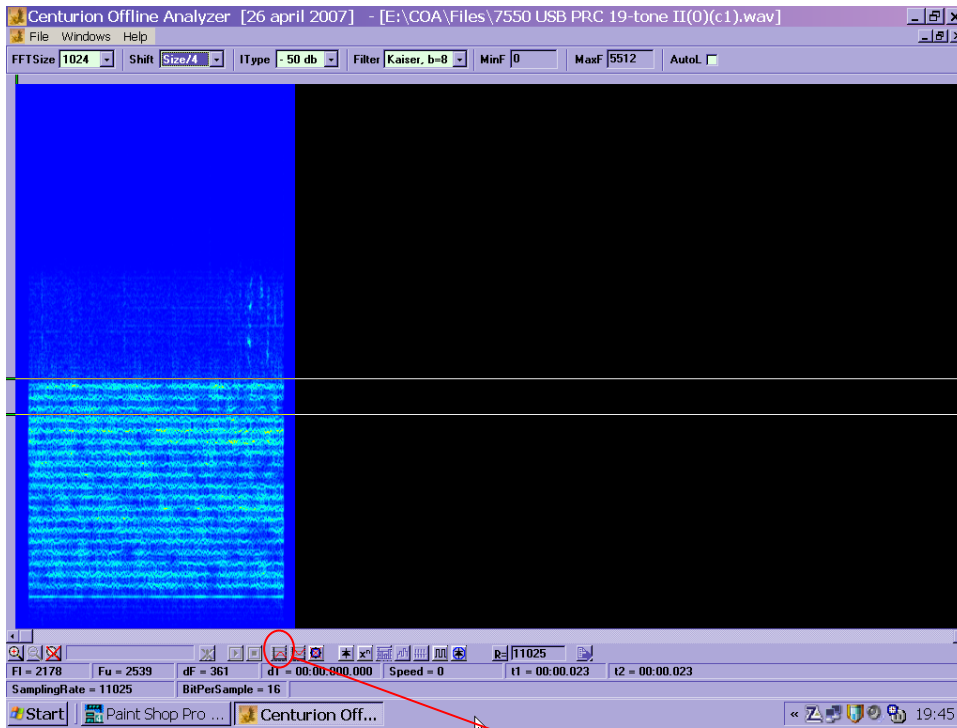 Centurion Offline Analyzer [26 april 2007] - [E:\COA\Files\7550 USB PRC 19-tone II(0)(c1).wav]
File Windows Help
FFTSize 1024 Shift Size/4 IType - 50 db Filter Kaiser, b=8 MinF 0 MaxF 5512 AutoL
R= 11025
Fl = 2178 Fu = 2539 dF = 361 dT = 00:00.000.000 Speed = 0 t1 = 00:00.023 t2 = 00:00.023
SamplingRate = 11025 BitPerSample = 16
Start Paint Shop Pro ... Centurion Off... « 19:45